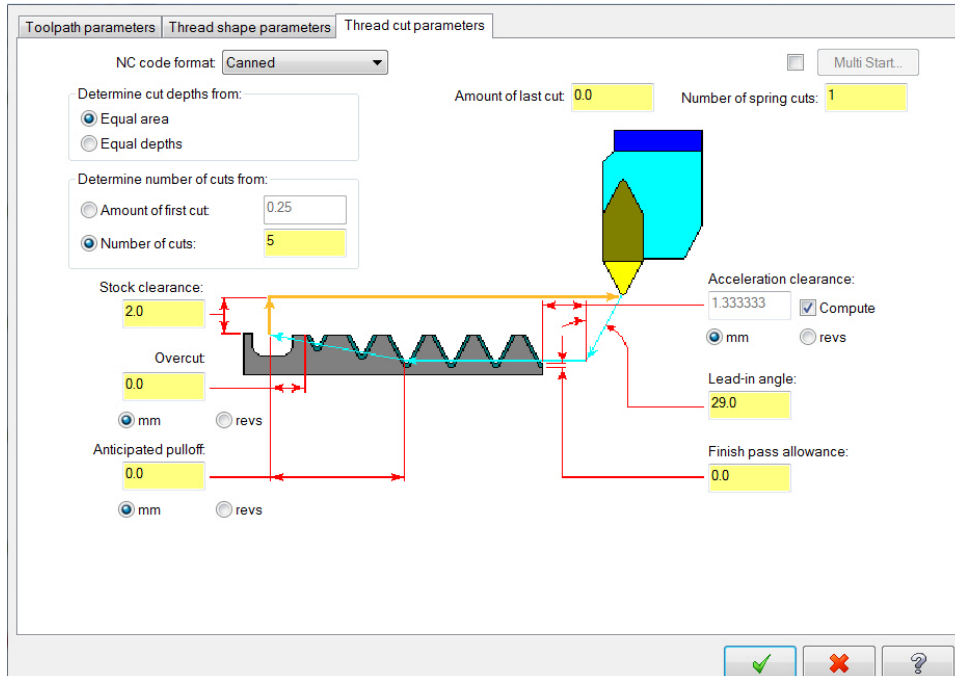 Toolpath parameters Thread shape parameters Thread cut parameters
NC code format: Canned Multi Start...
Determine cut depths from:
Equal area
Equal depths
Amount of last cut: 0.0 Number of spring cuts: 1
Determine number of cuts from:
Amount of first cut: 0.25
Number of cuts: 5
Stock clearance:
2.0
Overcut:
0.0
mm revs
Anticipated pulloff:
0.0
mm revs
Acceleration clearance:
1.333333 Compute
mm revs
Lead-in angle:
29.0
Finish pass allowance:
0.0
?